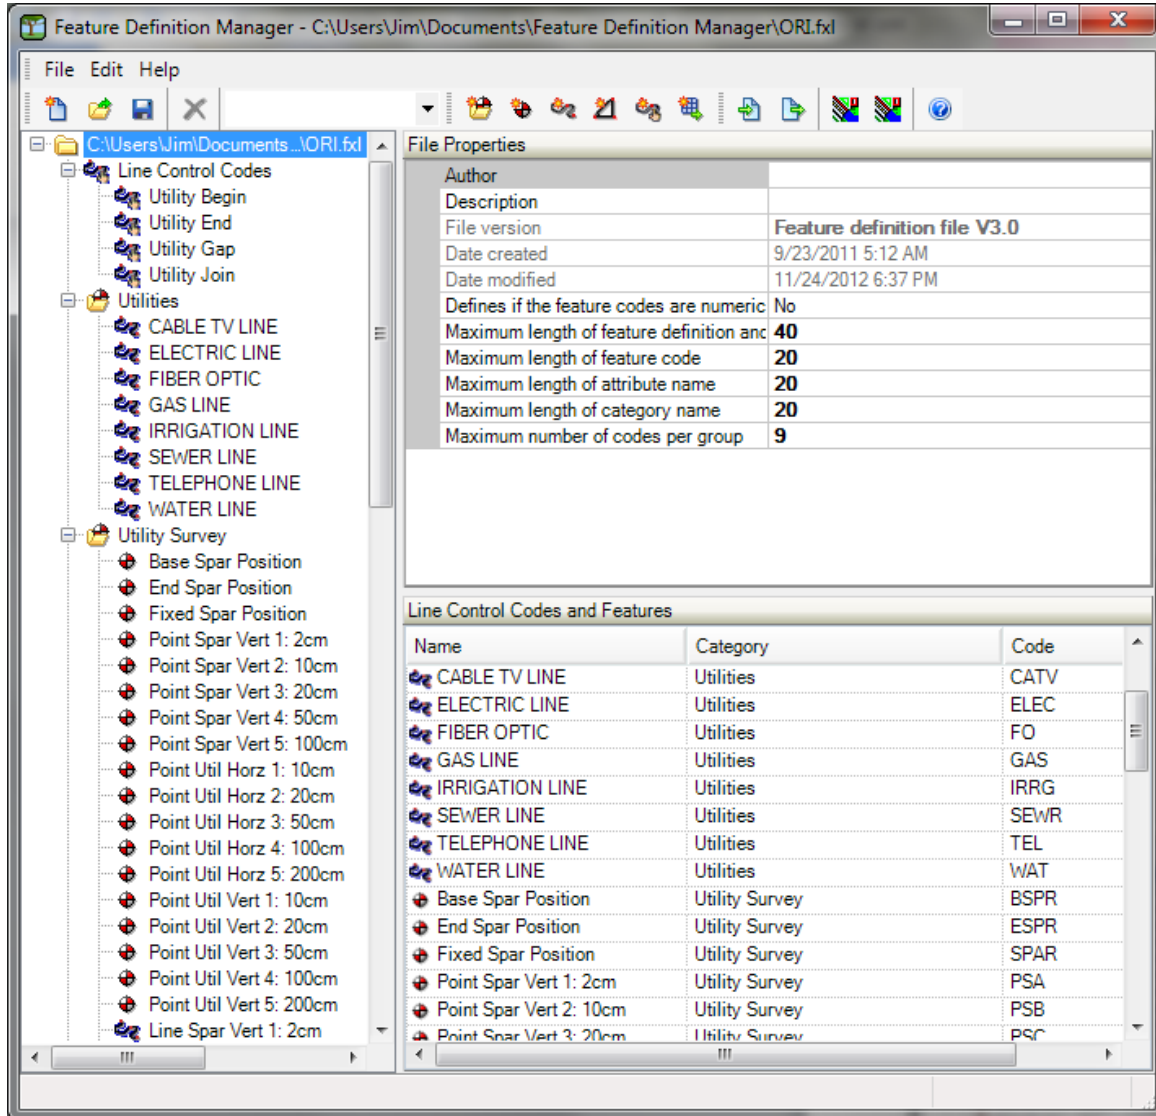 Feature Definition Manager - C:\Users\Jim\Documents\Feature Definition Manager\ORI.fxl
File Edit Help
C:\Users\Jim\Documents...\ORI.fxl
Line Control Codes
Utility Begin
Utility End
Utility Gap
Utility Join
Utilities
CABLE TV LINE
ELECTRIC LINE
FIBER OPTIC
GAS LINE
IRRIGATION LINE
SEWER LINE
TELEPHONE LINE
WATER LINE
Utility Survey
Base Spar Position
End Spar Position
Fixed Spar Position
Point Spar Vert 1: 2cm
Point Spar Vert 2: 10cm
Point Spar Vert 3: 20cm
Point Spar Vert 4: 50cm
Point Spar Vert 5: 100cm
Point Util Horz 1: 10cm
Point Util Horz 2: 20cm
Point Util Horz 3: 50cm
Point Util Horz 4: 100cm
Point Util Horz 5: 200cm
Point Util Vert 1: 10cm
Point Util Vert 2: 20cm
Point Util Vert 3: 50cm
Point Util Vert 4: 100cm
Point Util Vert 5: 200cm
Line Spar Vert 1: 2cm
File Properties
Author
Description
File version Feature definition file V3.0
Date created 9/23/2011 5:12 AM
Date modified 11/24/2012 6:37 PM
Defines if the feature codes are numeric No
Maximum length of feature definition anc 40
Maximum length of feature code 20
Maximum length of attribute name 20
Maximum length of category name 20
Maximum number of codes per group 9
Line Control Codes and Features
Name Category Code
CABLE TV LINE Utilities CATV
ELECTRIC LINE Utilities ELEC
FIBER OPTIC Utilities FO
GAS LINE Utilities GAS
IRRIGATION LINE Utilities IRRG
SEWER LINE Utilities SEWR
TELEPHONE LINE Utilities TEL
WATER LINE Utilities WAT
Base Spar Position Utility Survey BSPR
End Spar Position Utility Survey ESPR
Fixed Spar Position Utility Survey SPAR
Point Spar Vert 1: 2cm Utility Survey PSA
Point Spar Vert 2: 10cm Utility Survey PSB
Point Spar Vert 3: 20cm Utility Survey PSC